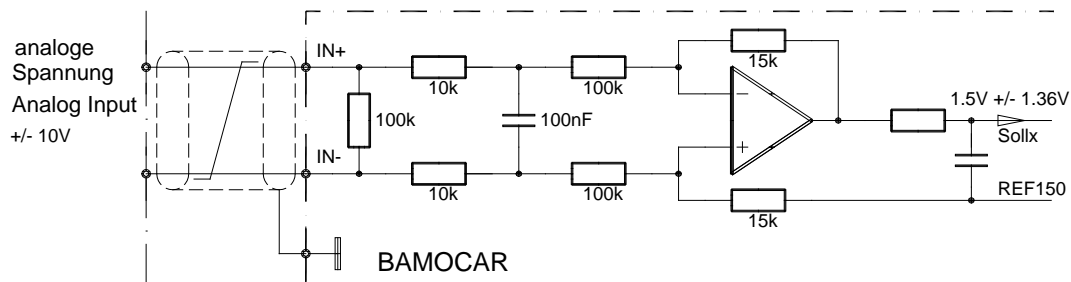 analoge
Spannung
Analog Input
+/- 10V
IN+
10k
100k
15k
100k
100nF
1.5V +/- 1.36V
Sollx
IN-
10k
100k
15k
REF150
BAMOCAR